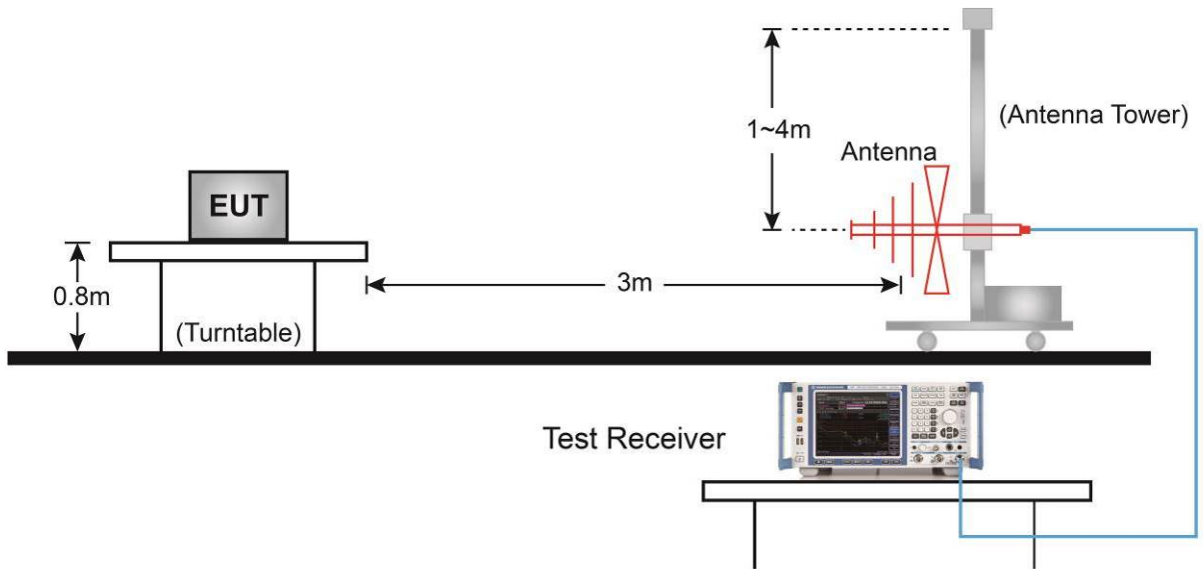 1~4m
(Antenna Tower)
Antenna
EUT
0.8m
3m
(Turntable)
Test Receiver